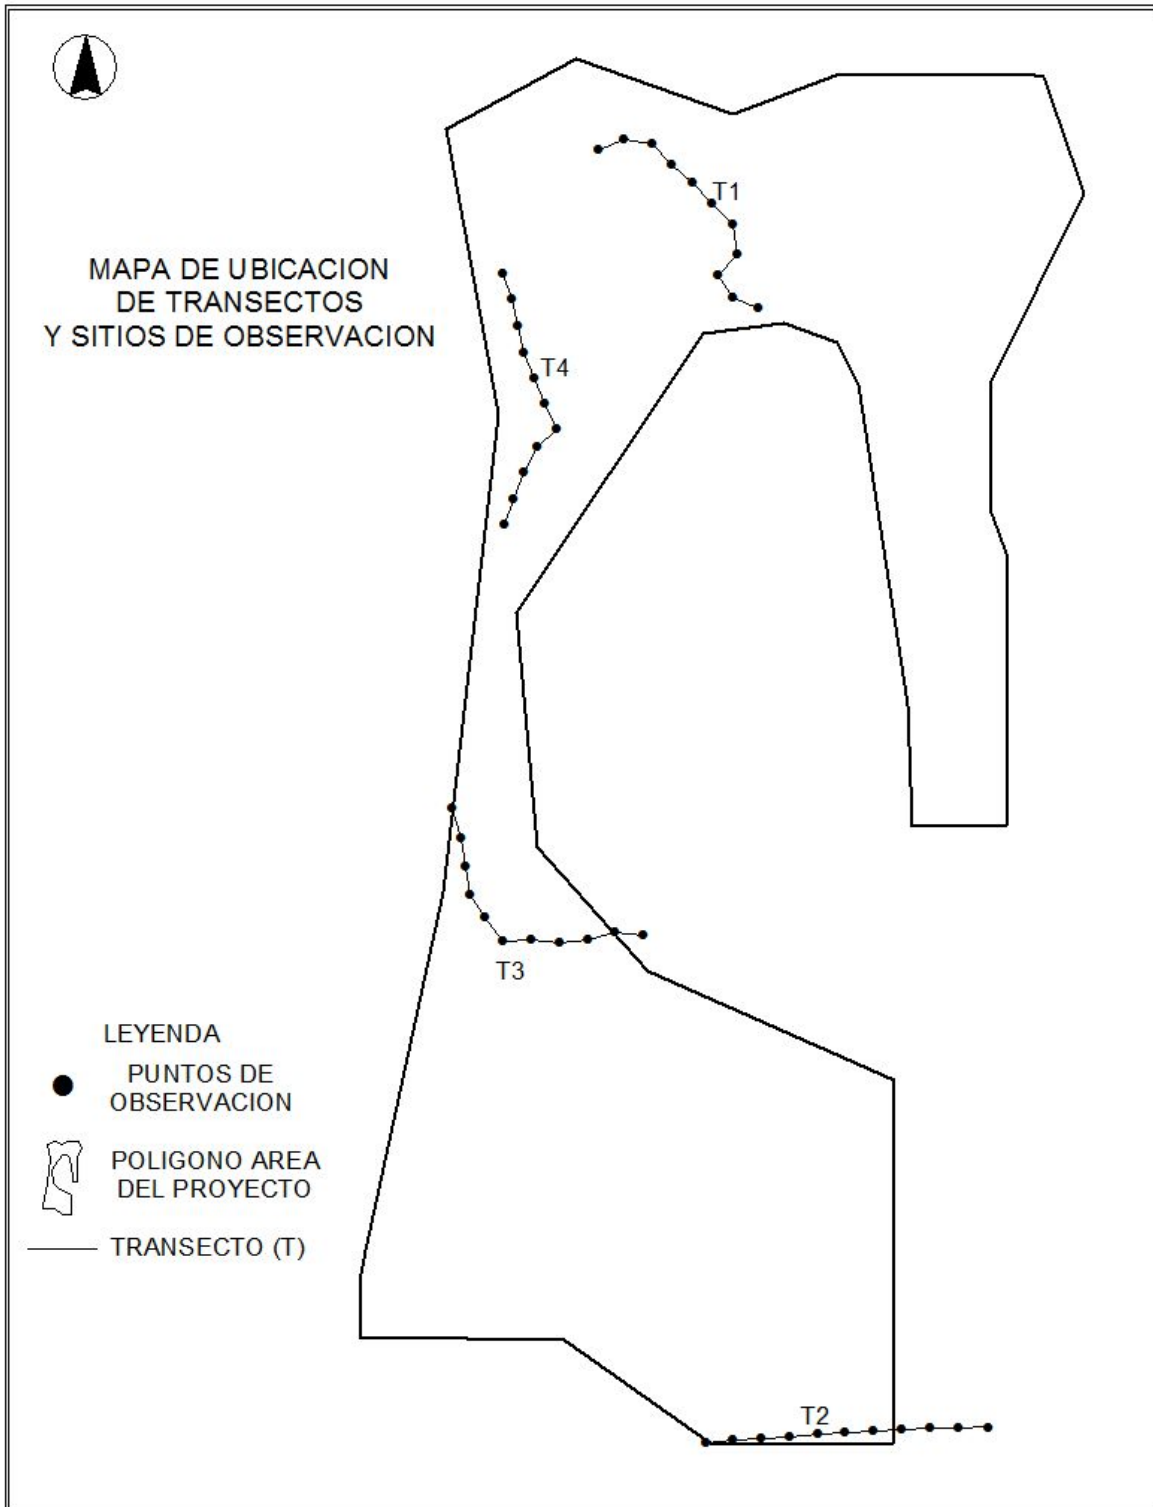 MAPA DE UBICACION
DE TRANSECTOS
Y SITIOS DE OBSERVACION
T1
T4
T3
T2
LEYENDA
PUNTOS DE
OBSERVACION
POLIGONO AREA
DEL PROYECTO
TRANSECTO (T)